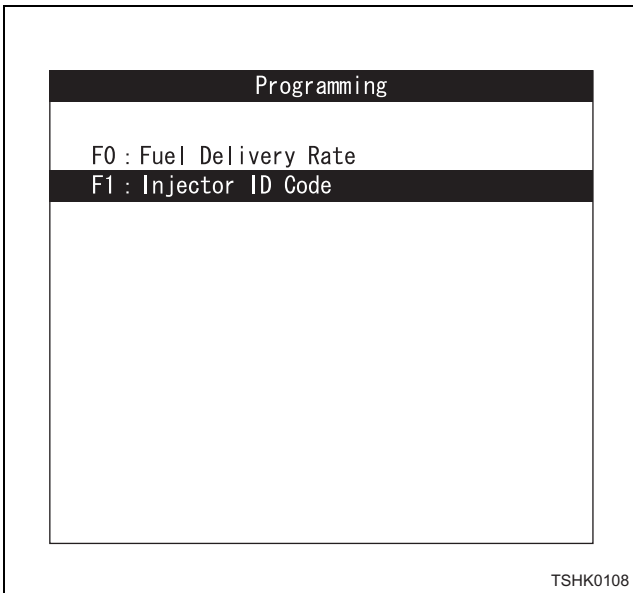 Programming
F0 : Fuel Delivery Rate
F1 : Injector ID Code
TSHK0108